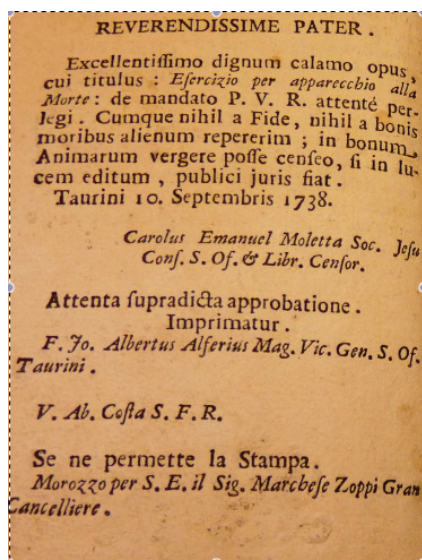 REVERENDISSIME PATER.
Excellentiſſimo dignum calamo opus,
cui titulus : Eſercizio per apparecchio alla
Morte : de mandato P. V. R. attentè per-
legi . Cumque nihil a Fide, nihil a bonis
moribus alienum repererim ; in bonum
Animarum vergere poſſe cenſeo, ſi in lu-
cem editum , publici juris fiat .
Taurini 10. Septembris 1738.
Carolus Emanuel Moletta Soc. Jeſu
Conſ. S. Of. & Libr. Cenſor.
Attenta ſupradicta approbatione .
Imprimatur .
F. Jo. Albertus Alferius Mag. Vic. Gen. S. Of.
Taurini .
V. Ab. Coſta S. F. R.
Se ne permette la Stampa .
Morozzo per S. E. il Sig. Marcheſe Zoppi Gran
Cancelliere .